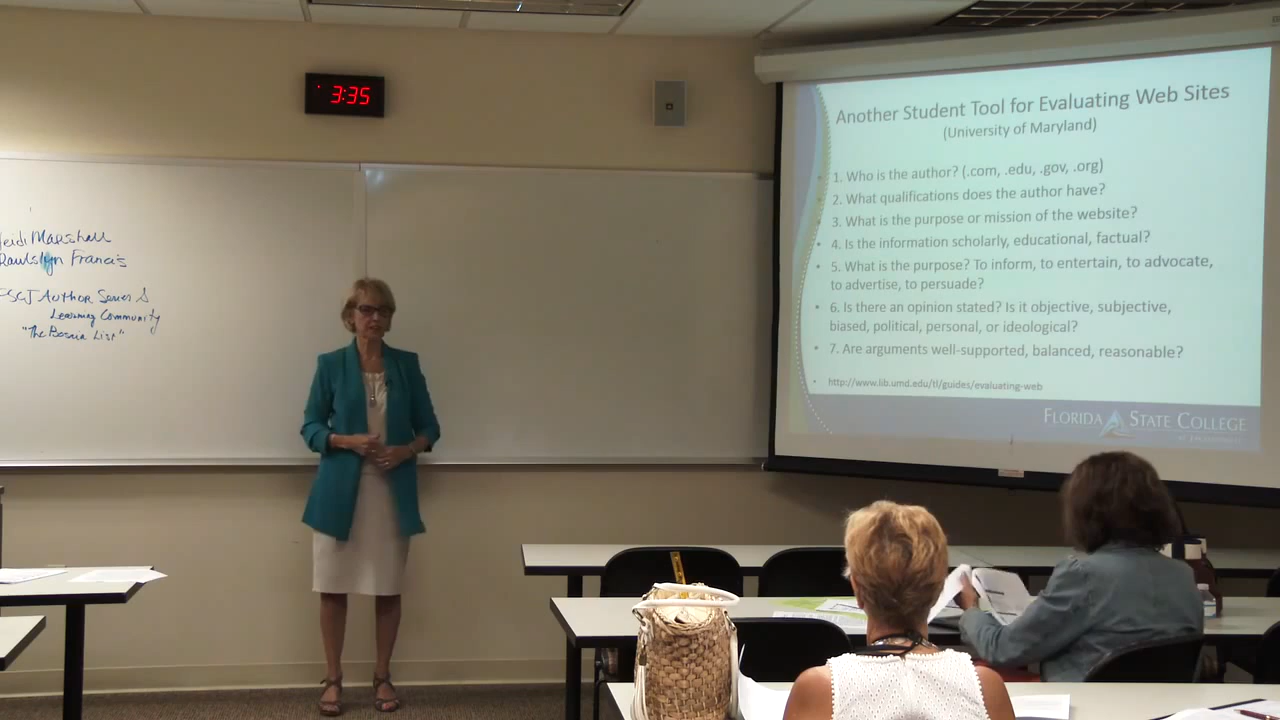 3:35
Heidi Marshall
Francis
FSCJ Author Series &
Learning Community
"The Bosnia List"
Another Student Tool for Evaluating Web Sites
(University of Maryland)
• 1. Who is the author? (.com, .edu, .gov, .org)
• 2. What qualifications does the author have?
• 3. What is the purpose or mission of the website?
• 4. Is the information scholarly, educational, factual?
• 5. What is the purpose? To inform, to entertain, to advocate,
to advertise, to persuade?
• 6. Is there an opinion stated? Is it objective, subjective,
biased, political, personal, or ideological?
• 7. Are arguments well-supported, balanced, reasonable?
• http://www.lib.umd.edu/tl/guides/evaluating-web
FLORIDA STATE COLLEGE
AT JACKSONVILLE